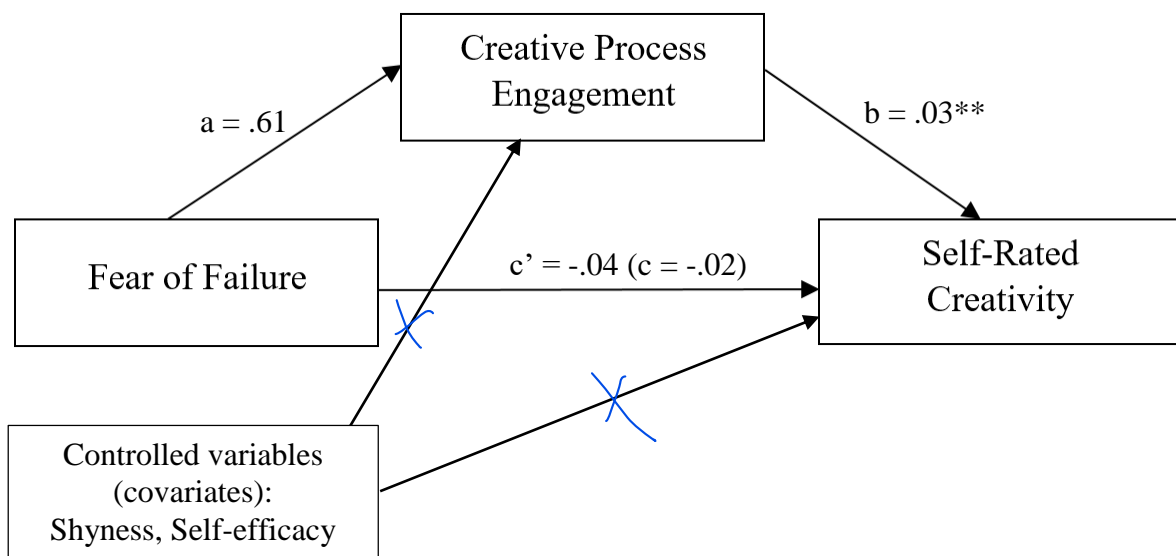 Creative Process
Engagement
a = .61
b = .03**
Fear of Failure
c’ = -.04 (c = -.02)
Self-Rated
Creativity
Controlled variables
(covariates):
Shyness, Self-efficacy